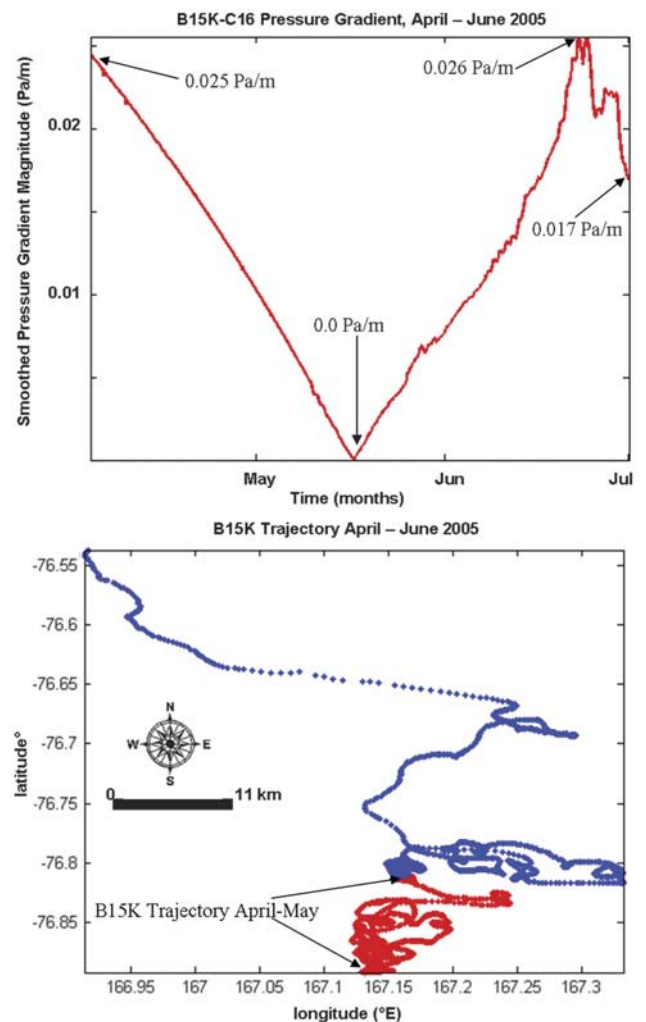 B15K-C16 Pressure Gradient, April – June 2005
Smoothed Pressure Gradient Magnitude (Pa/m)
0.025 Pa/m
0.026 Pa/m
0.02
0.017 Pa/m
0.01
0.0 Pa/m
May
Jun
Jul
Time (months)
B15K Trajectory April – June 2005
latitude°
-76.55
-76.6
-76.65
-76.7
-76.75
-76.8
-76.85
N
W
E
S
0
11 km
B15K Trajectory April-May
166.95
167
167.05
167.1
167.15
167.2
167.25
167.3
longitude (°E)